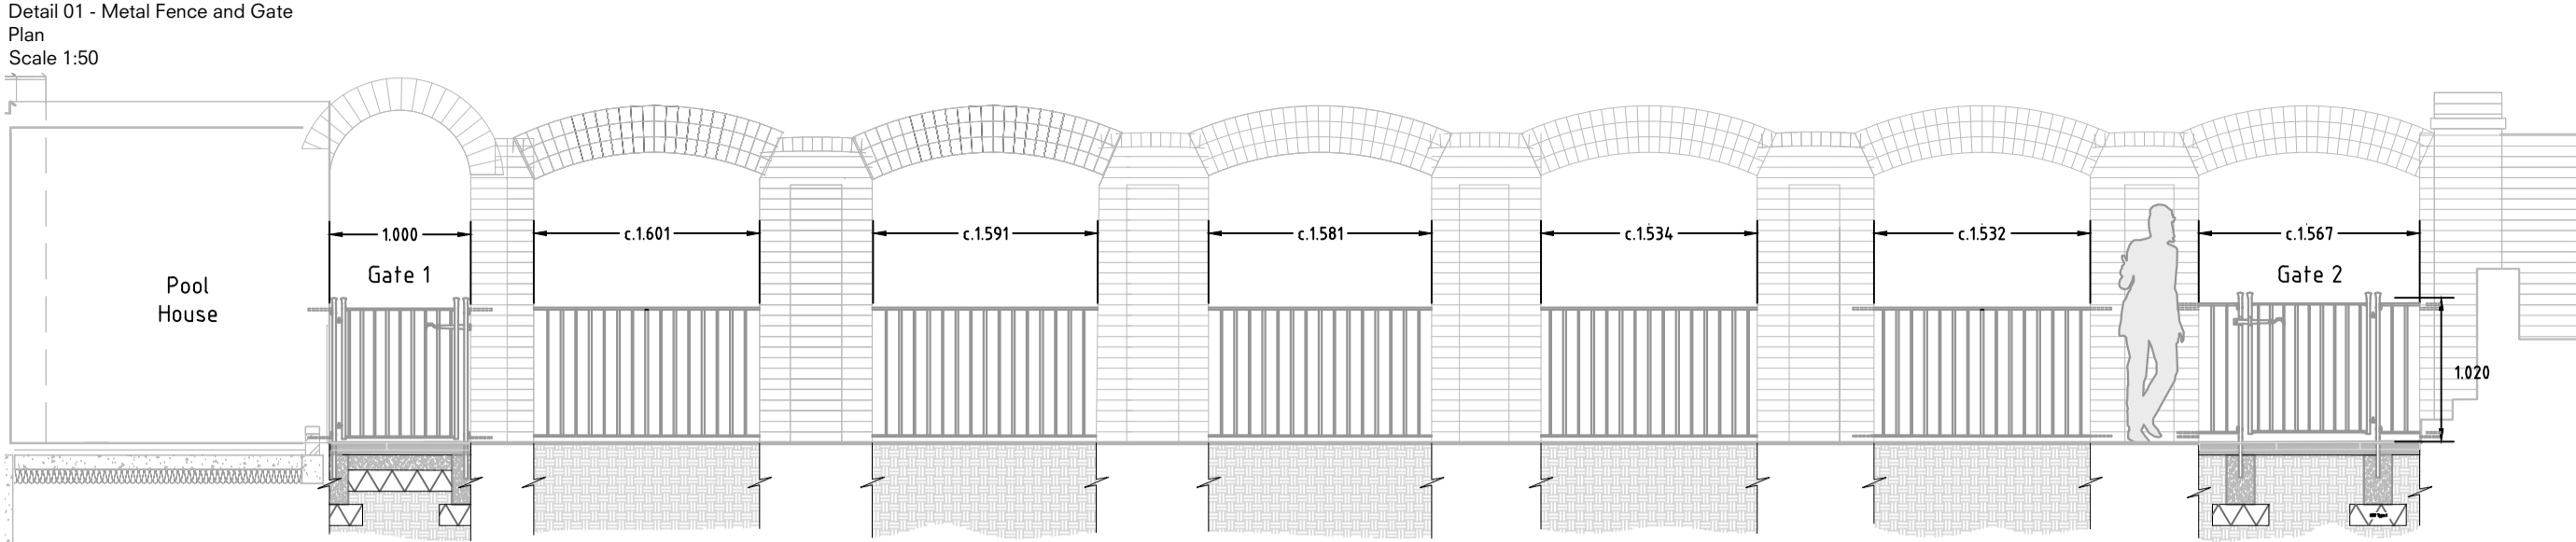 Detail 01 - Metal Fence and Gate
Plan
Scale 1:50
1.000
c.1.601
c.1.591
c.1.581
c.1.534
c.1.532
c.1.567
Gate 1
Gate 2
Pool
House
1.020